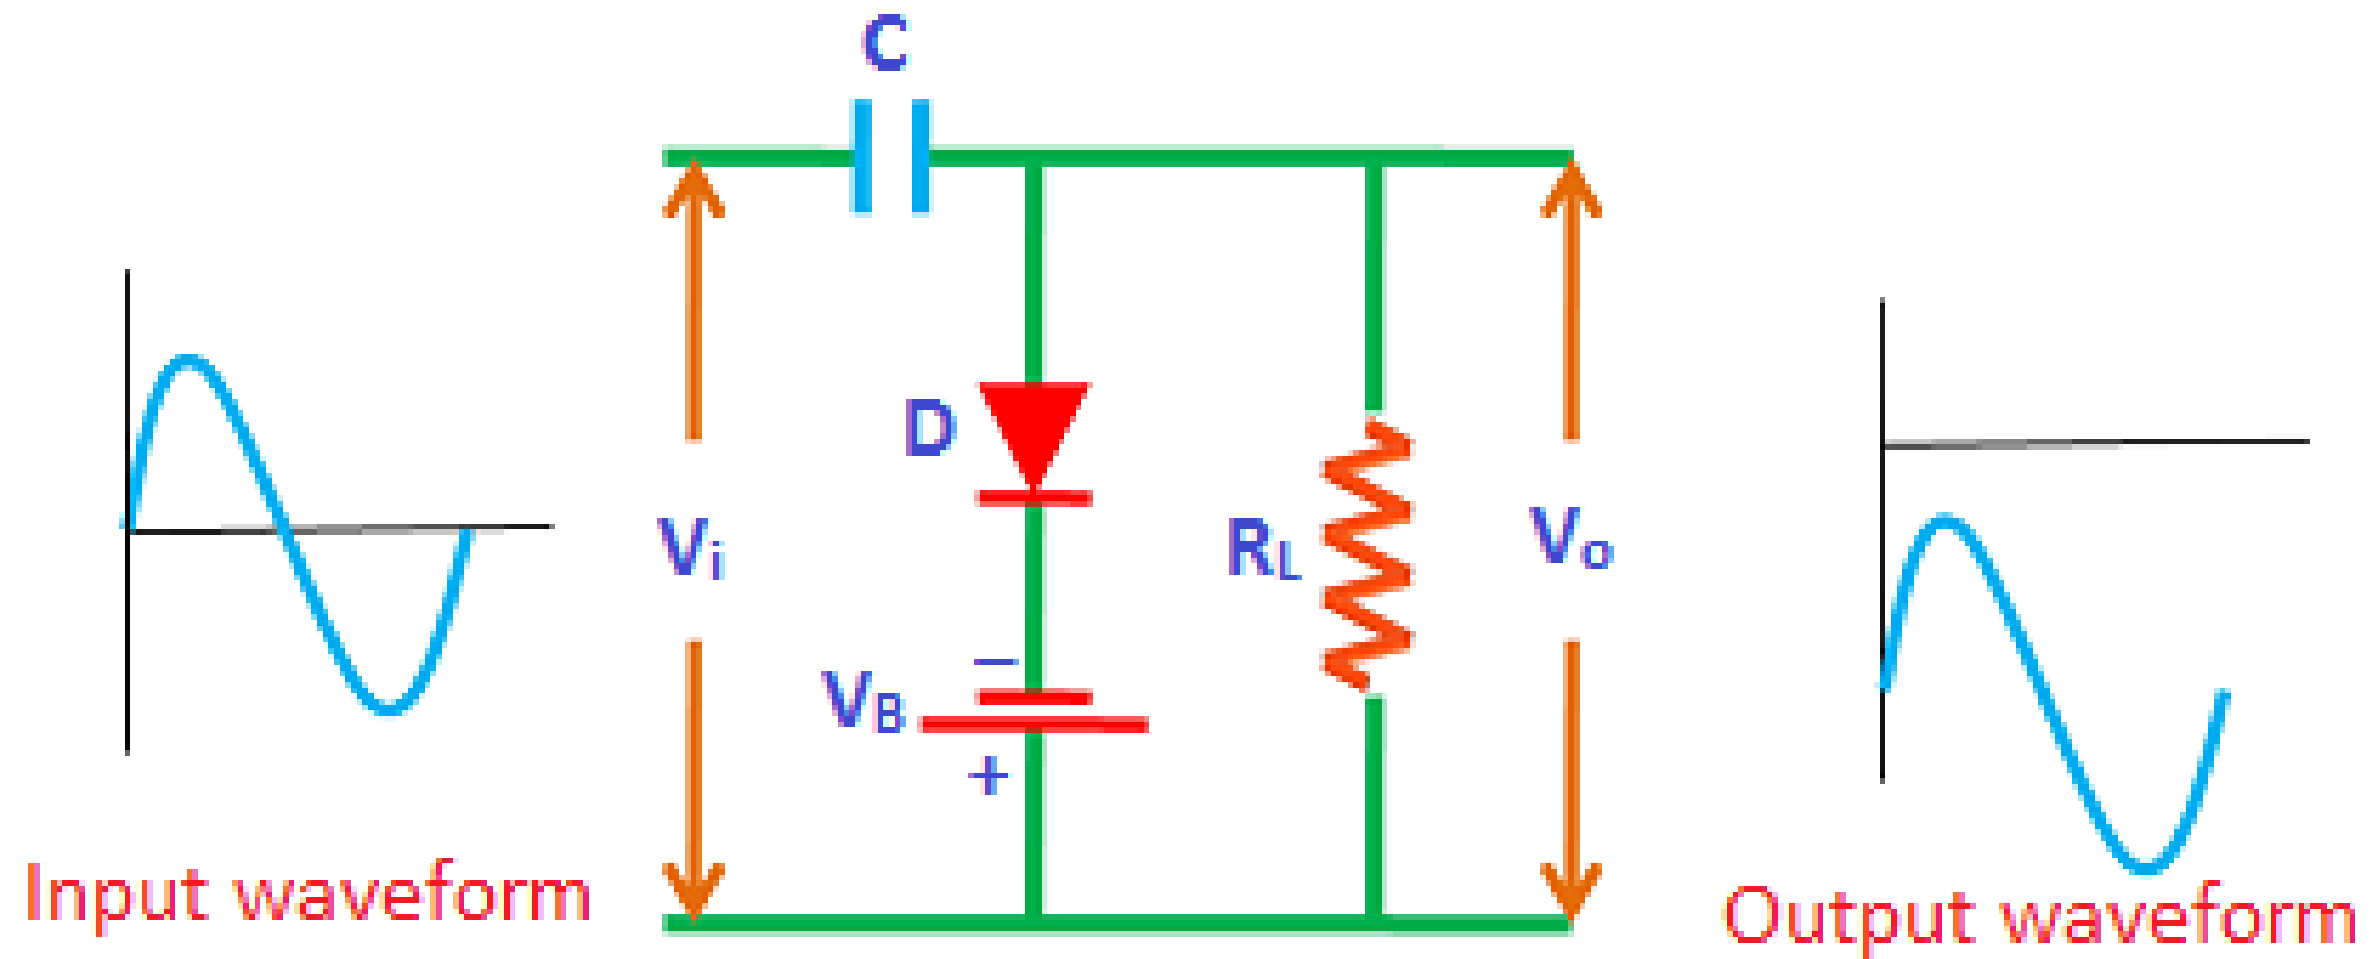 C
D
Vi
RL
Vo
−
VB
+
Input waveform
Output waveform